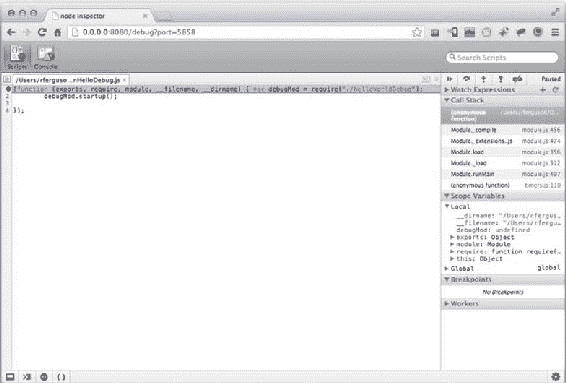 node inspector
0.0.0.0:8080/debug?port=5858
Scripts
Console
Search Scripts
/Users/rferguso ...nHelloDebug.js
Paused
1 (function (exports, require, module, __filename, __dirname) { var debugMod = require("./helloWorldDebug");
2 debugMod.startup();
3
4 });
Watch Expressions
Call Stack
(anonymous function)
Module._compile module.js:456
Module._extensions..js module.js:474
Module.load module.js:356
Module._load module.js:312
Module.runMain module.js:497
(anonymous function) timers.js:110
Scope Variables
Local
__dirname: "/Users/rfergus...
__filename: "/Users/rfergu...
debugMod: undefined
exports: Object
module: Module
require: function require(...
this: Object
Global global
Breakpoints
No Breakpoints
Workers
{ }